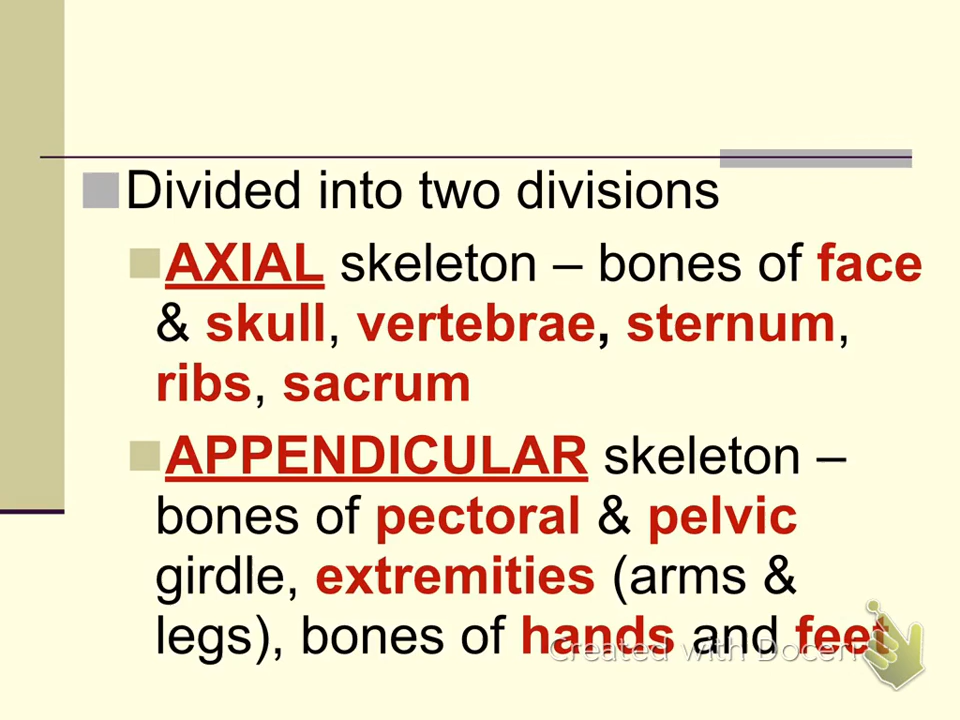 Divided into two divisions
AXIAL skeleton – bones of face
& skull, vertebrae, sternum,
ribs, sacrum
APPENDICULAR skeleton –
bones of pectoral & pelvic
girdle, extremities (arms &
legs), bones of hands and feet
Created with Doceri